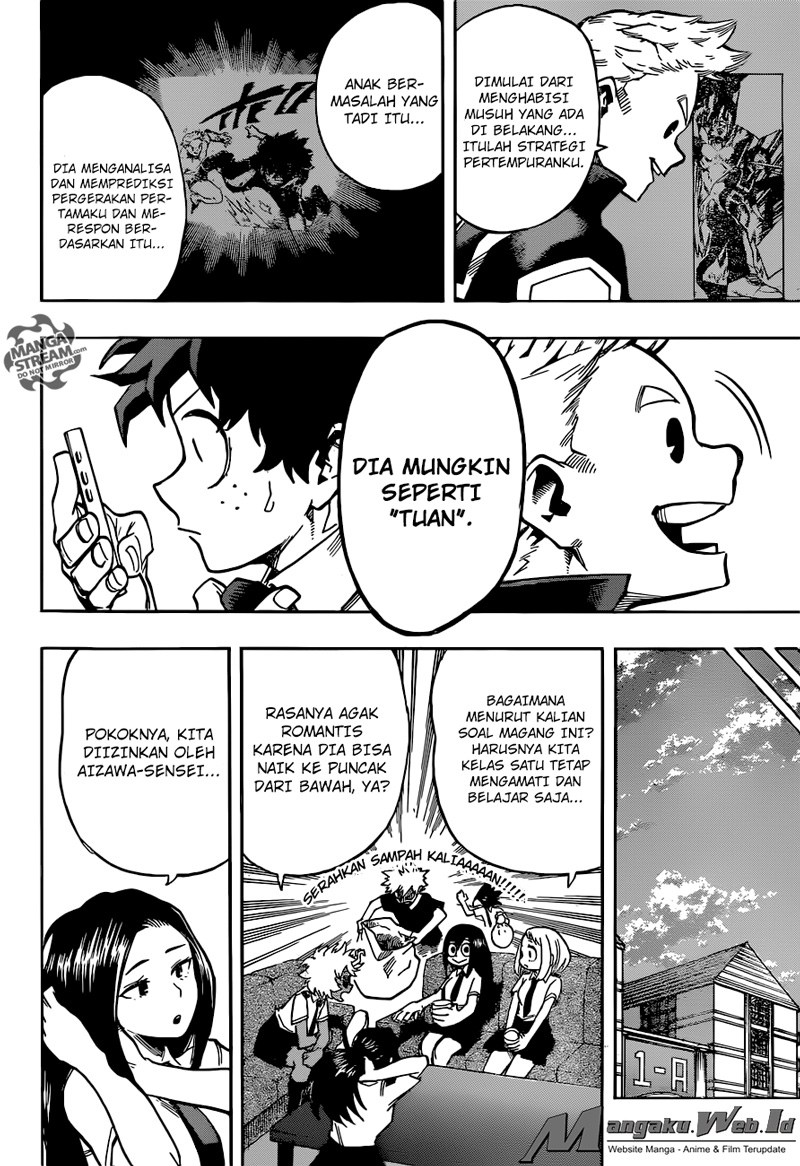 DIMULAI DARI
MENGHABISI
MUSUH YANG ADA
DI BELAKANG...
ITULAH STRATEGI
PERTEMPURANKU.
ANAK BER-
MASALAH YANG
TADI ITU...
DIA MENGANALISA
DAN MEMPREDIKSI
PERGERAKAN PER-
TAMAKU DAN ME-
RESPON BER-
DASARKAN ITU...
MANGA
STREAM.com
DO NOT MIRROR
DIA MUNGKIN
SEPERTI
"TUAN".
BAGAIMANA
MENURUT KALIAN
SOAL MAGANG INI?
HARUSNYA KITA
KELAS SATU TETAP
MENGAMATI DAN
BELAJAR SAJA...
RASANYA AGAK
ROMANTIS
KARENA DIA BISA
NAIK KE PUNCAK
DARI BAWAH, YA?
SERAHKAN SAMPAH KALIAAAAAN!!!!!
POKOKNYA, KITA
DIIZINKAN OLEH
AIZAWA-SENSEI...
1-A
Mangaku.Web.Id
Website Manga - Anime & Film Terupdate